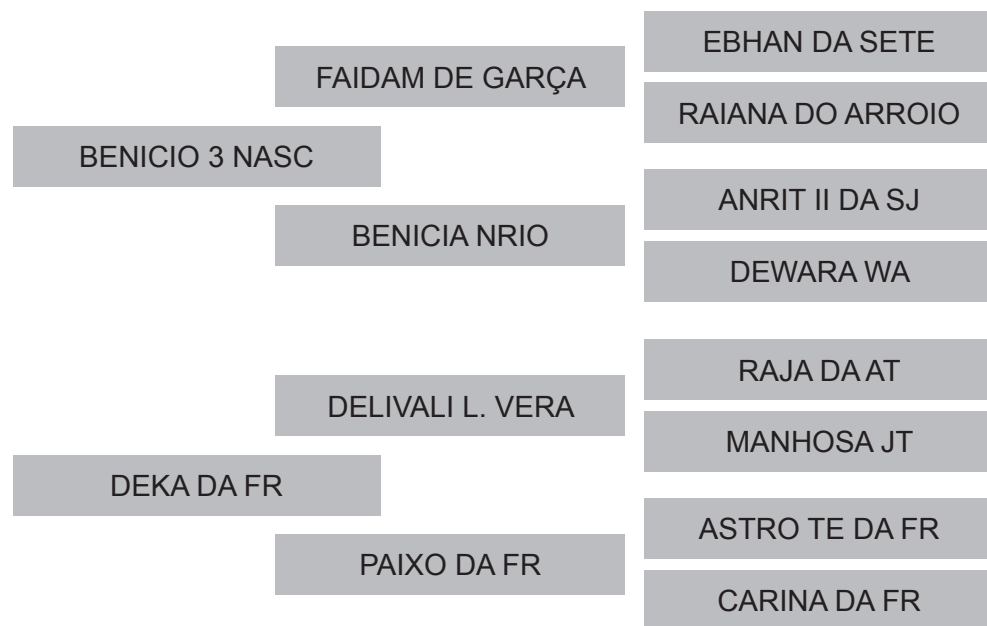 EBHAN DA SETE
FAIDAM DE GARÇA
RAIANA DO ARROIO
BENICIO 3 NASC
ANRIT II DA SJ
BENICIA NRIO
DEWARA WA
RAJA DA AT
DELIVALI L. VERA
MANHOSA JT
DEKA DA FR
ASTRO TE DA FR
PAIXO DA FR
CARINA DA FR